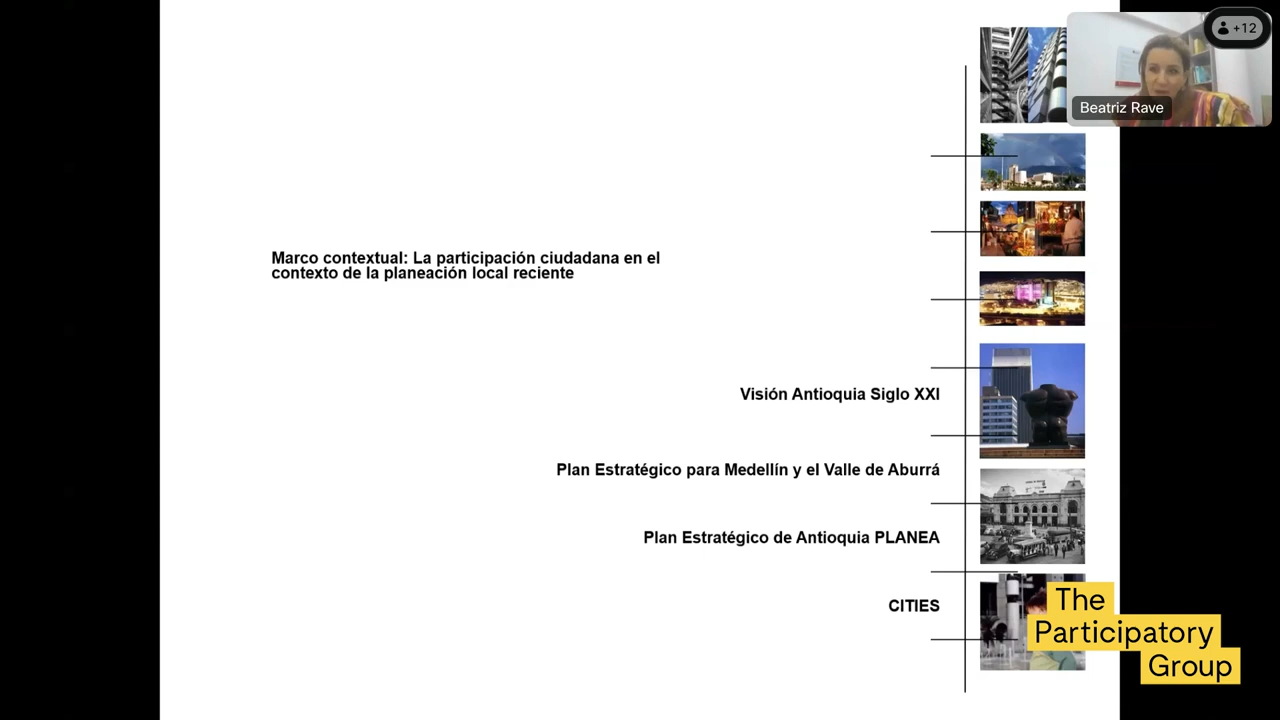 +12
Beatriz Rave
Marco contextual: La participación ciudadana en el
contexto de la planeación local reciente
Visión Antioquia Siglo XXI
Plan Estratégico para Medellín y el Valle de Aburrá
Plan Estratégico de Antioquia PLANEA
CITIES
The
Participatory
Group